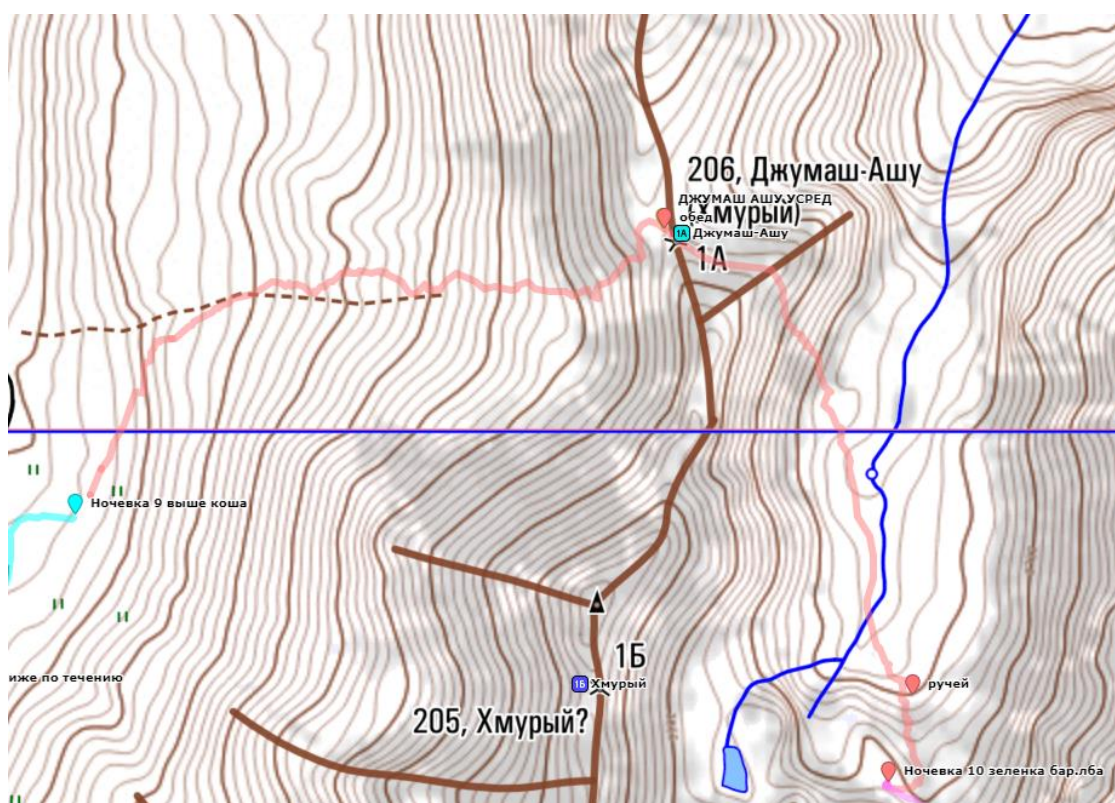 206, Джумаш-Ашу
ДЖУМАШ АШУ УСРЕД
обед
(Хмурый)
1А
Джумаш-Ашу
1А
Ночевка 9 выше коша
1Б
1Б
Хмурый
иже по течению
ручей
205, Хмурый?
Ночевка 10 зеленка бар.лба